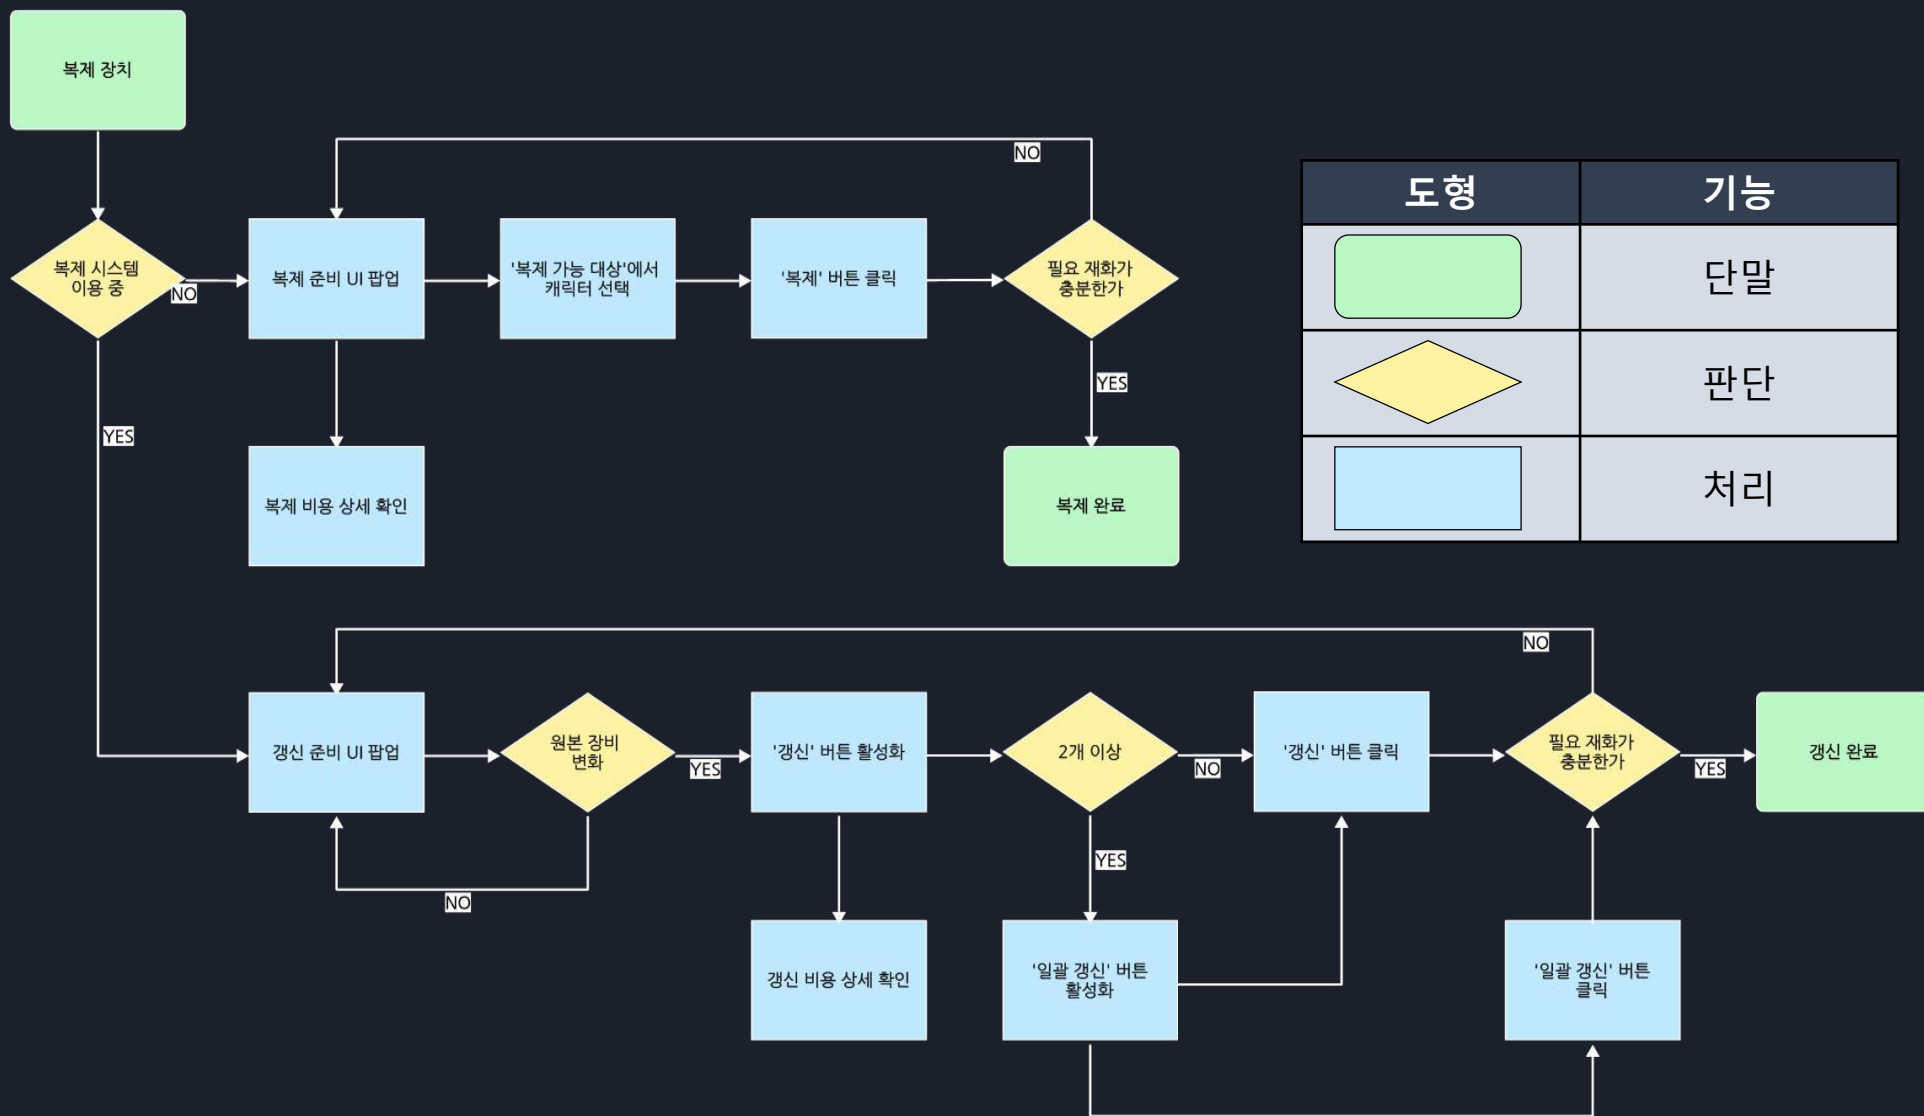 복제 장치
NO
도형
기능
복제 시스템
이용 중
NO
복제 준비 UI 팝업
'복제 가능 대상'에서
캐릭터 선택
'복제' 버튼 클릭
필요 재화가
충분한가
단말
판단
처리
YES
YES
복제 비용 상세 확인
복제 완료
NO
갱신 준비 UI 팝업
원본 장비
변화
YES
'갱신' 버튼 활성화
2개 이상
NO
'갱신' 버튼 클릭
필요 재화가
충분한가
YES
갱신 완료
NO
YES
갱신 비용 상세 확인
'일괄 갱신' 버튼
활성화
'일괄 갱신' 버튼
클릭